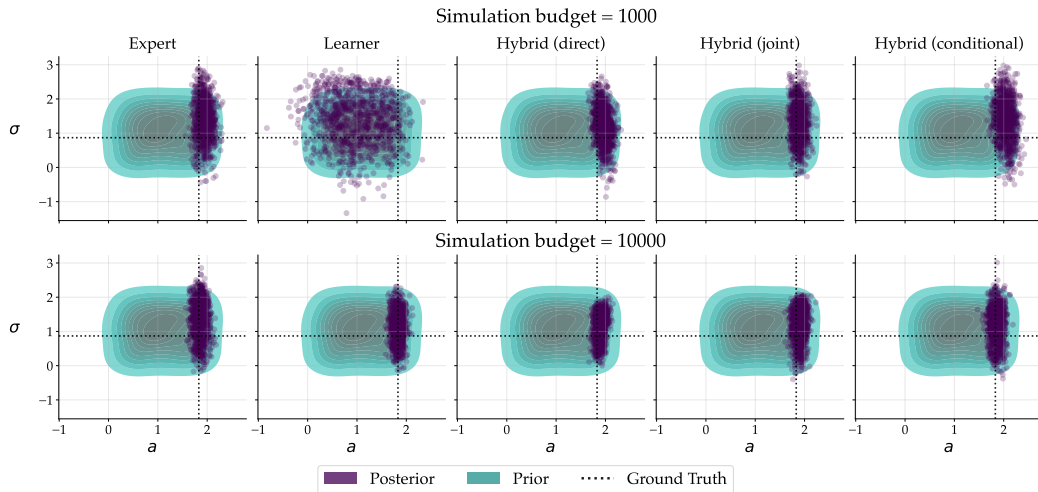 Simulation budget = 1000
Expert Learner Hybrid (direct) Hybrid (joint) Hybrid (conditional)
3
2
σ
1
0
−1
Simulation budget = 10000
3
2
σ
1
0
−1
−1 0 1 2 −1 0 1 2 −1 0 1 2 −1 0 1 2 −1 0 1 2
a a a a a
Posterior Prior Ground Truth